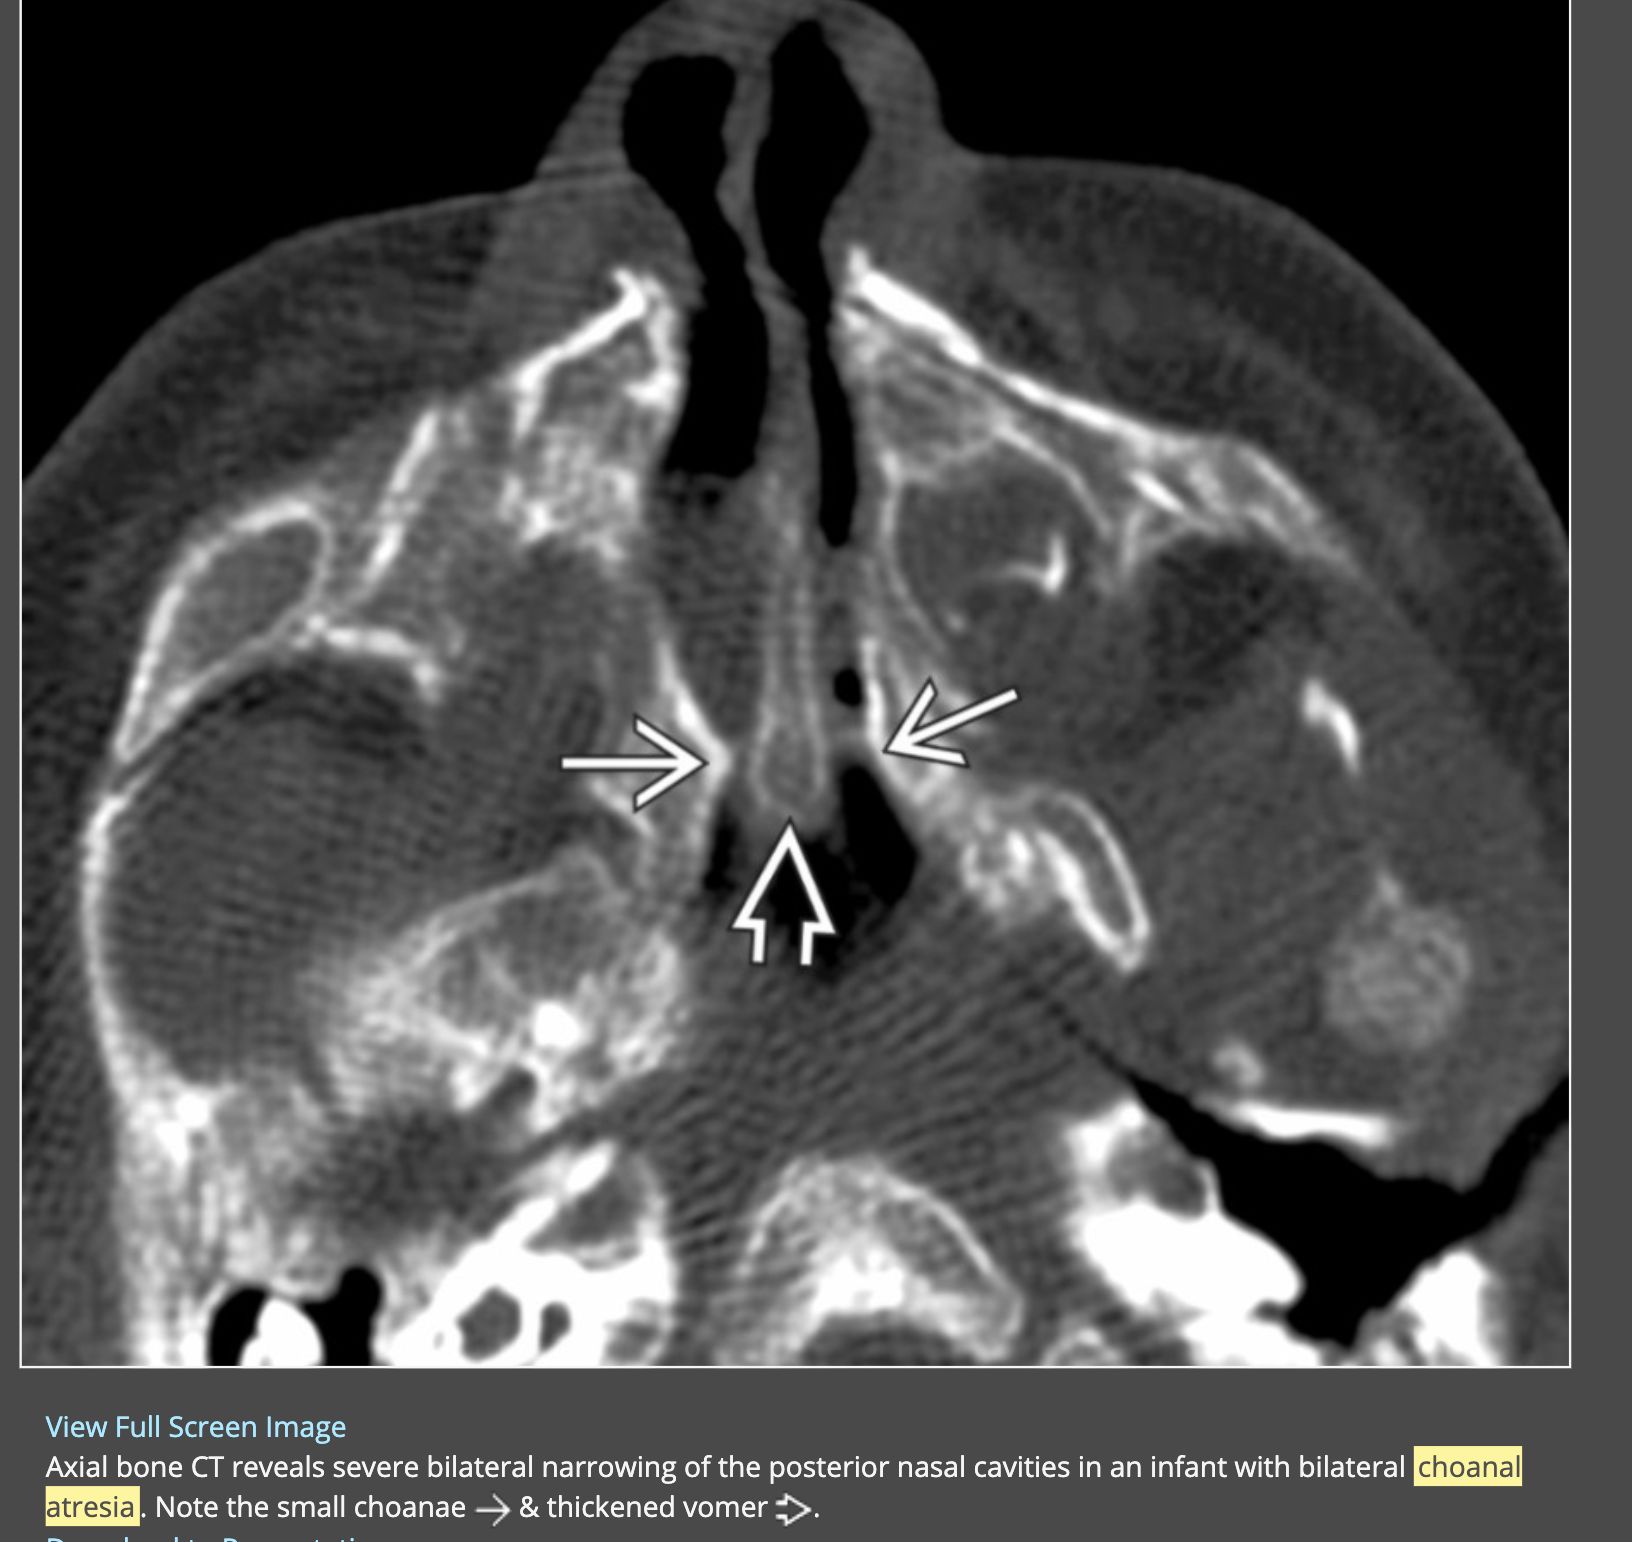 View Full Screen Image
Axial bone CT reveals severe bilateral narrowing of the posterior nasal cavities in an infant with bilateral choanal
atresia. Note the small choanae → & thickened vomer ⇨.